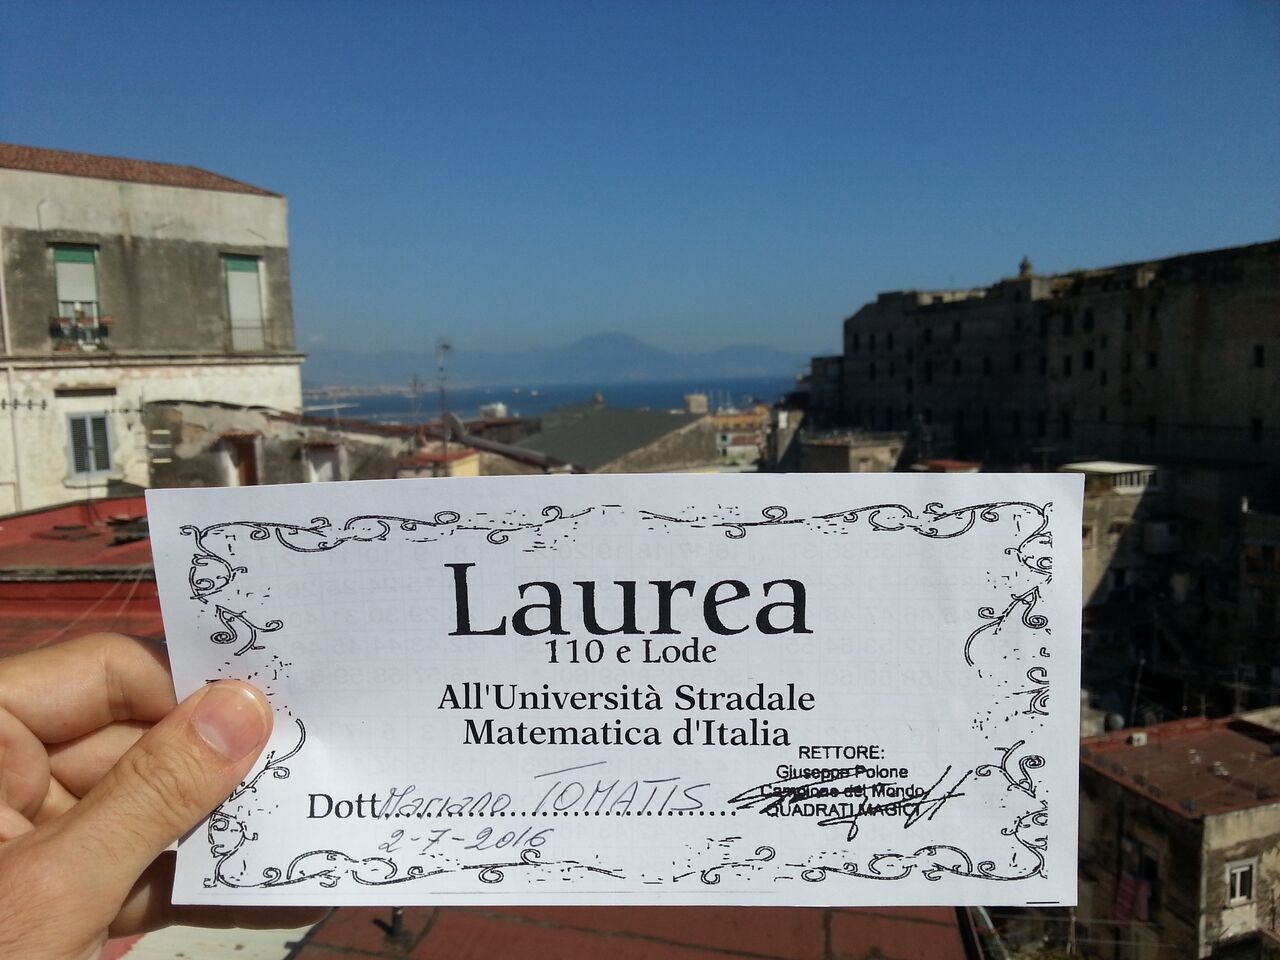 Laurea
110 e Lode
All'Università Stradale
Matematica d'Italia
RETTORE:
Giuseppe Polone
Campione del Mondo
QUADRATI MAGICI
Dott. Mariano TOMATIS
2-7-2016